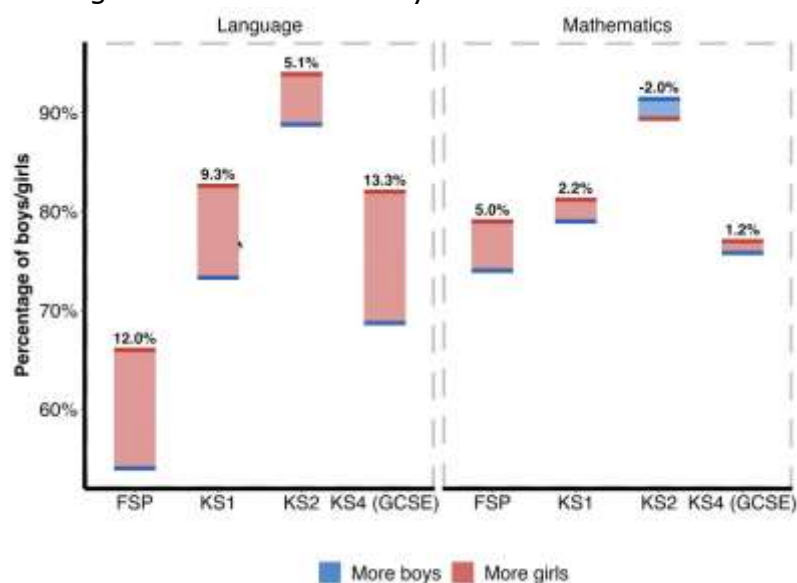 Language
Mathematics
Percentage of boys/girls
90%
80%
70%
60%
12.0%
9.3%
5.1%
13.3%
5.0%
2.2%
-2.0%
1.2%
FSP KS1 KS2 KS4 (GCSE)
FSP KS1 KS2 KS4 (GCSE)
More boys More girls